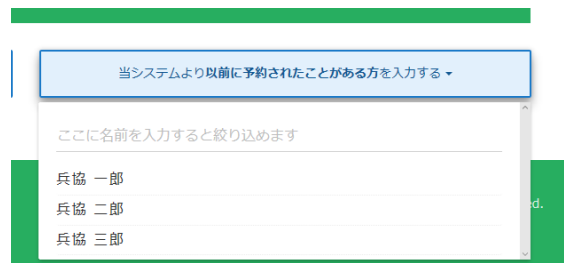 当システムより以前に予約されたことがある方を入力する
ここに名前を入力すると絞り込めます
兵協 一郎
兵協 二郎
ed.
兵協 三郎